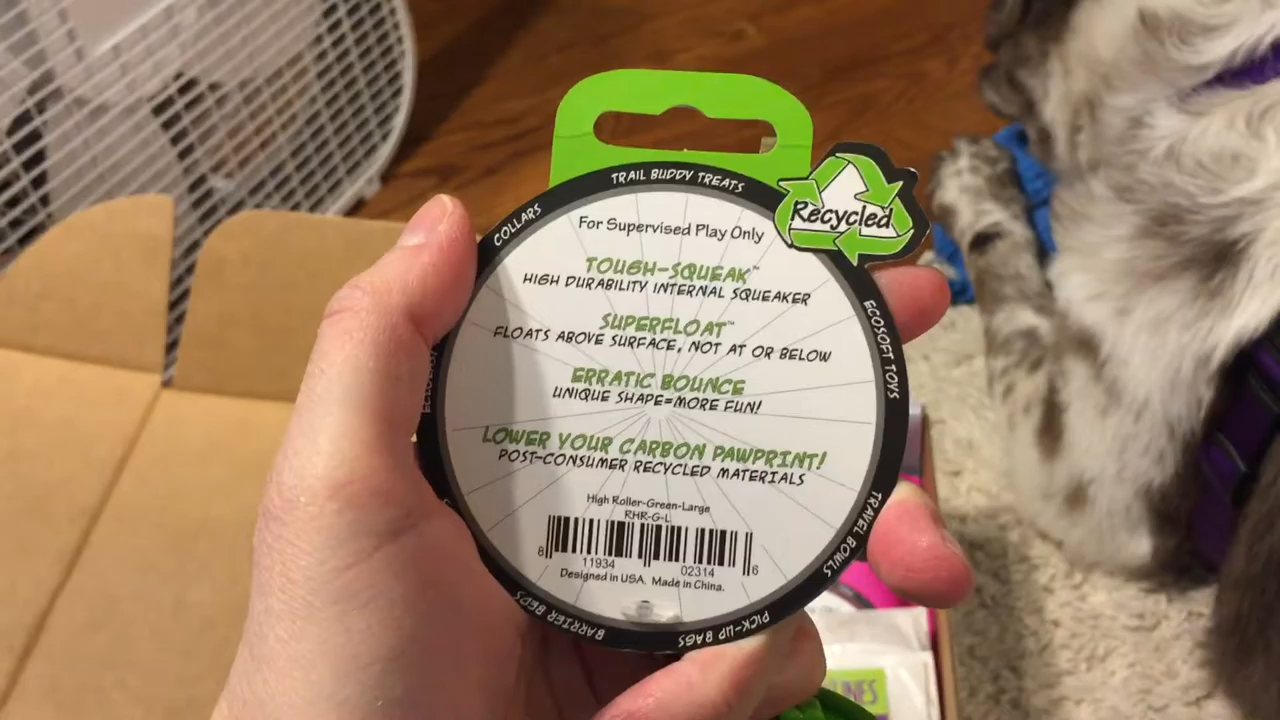 TRAIL BUDDY TREATS
COLLARS
Recycled
For Supervised Play Only
TOUGH-SQUEAK™
HIGH DURABILITY INTERNAL SQUEAKER
SUPERFLOAT™
FLOATS ABOVE SURFACE, NOT AT OR BELOW
ERRATIC BOUNCE
UNIQUE SHAPE=MORE FUN!
LOWER YOUR CARBON PAWPRINT!
POST-CONSUMER RECYCLED MATERIALS
High Roller-Green-Large
RHR-G-L
8 11934 02314 6
Designed in USA. Made in China.
ECOSOFT TOYS
TRAVEL BOWLS
PICK-UP BAGS
BARRIER BEDS